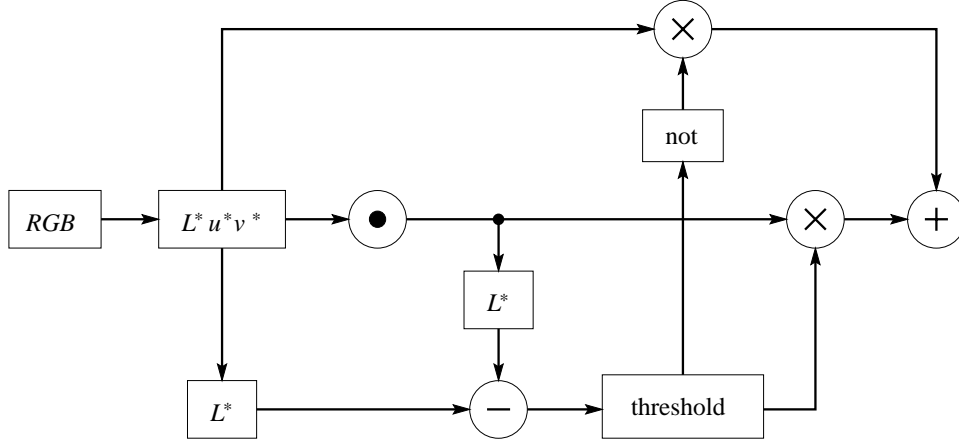 ×
not
RGB
L* u* v*
●
×
+
L*
L*
−
threshold